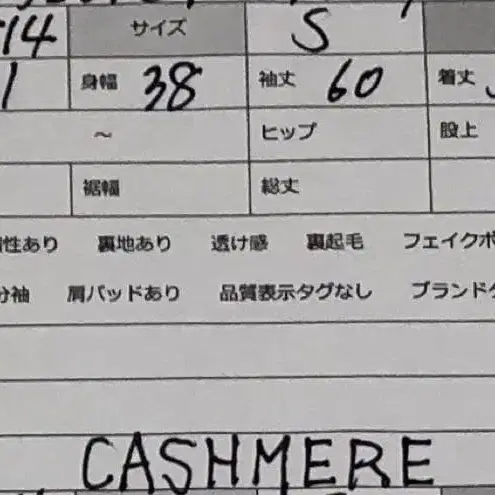 14 サイズ S
身幅 38 袖丈 60 着丈
～ ヒップ 股上
裾幅 総丈
性あり 裏地あり 透け感 裏起毛 フェイクポ
分袖 肩パッドあり 品質表示タグなし ブランドタ
CASHMERE